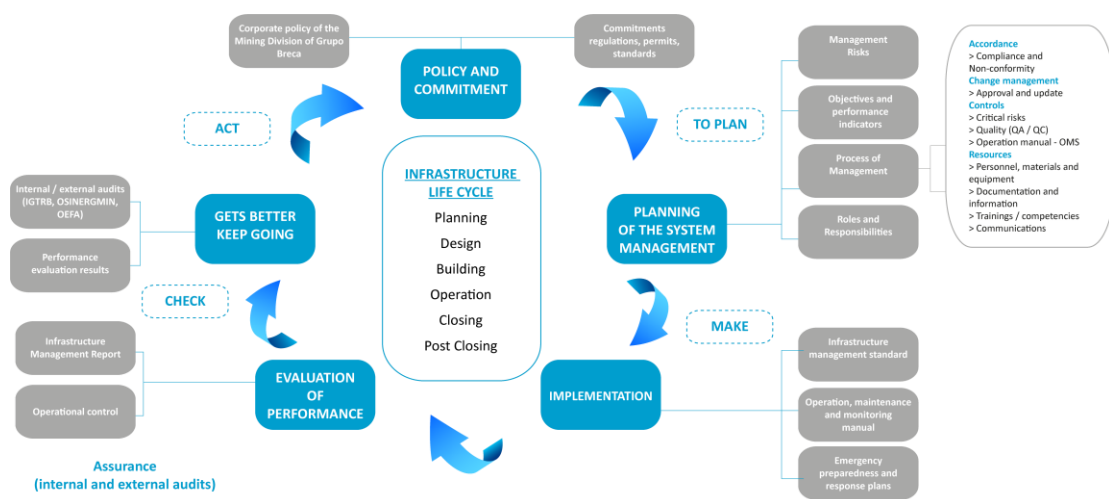 Corporate policy of the
Mining Division of Grupo
Breca
Commitments
regulations, permits,
standards
POLICY AND
COMMITMENT
ACT
TO PLAN
Management
Risks
Objectives and
performance
indicators
Process of
Management
Roles and
Responsibilities
Accordance
> Compliance and
Non-conformity
Change management
> Approval and update
Controls
> Critical risks
> Quality (QA / QC)
> Operation manual - OMS
Resources
> Personnel, materials and
equipment
> Documentation and
information
> Trainings / competencies
> Communications
INFRASTRUCTURE
LIFE CYCLE
Planning
Design
Building
Operation
Closing
Post Closing
Internal / external audits
(IGTRB, OSINERGMIN,
OEFA)
Performance
evaluation results
GETS BETTER
KEEP GOING
PLANNING
OF THE SYSTEM
MANAGEMENT
CHECK
MAKE
Infrastructure
Management Report
Operational control
EVALUATION
OF
PERFORMANCE
IMPLEMENTATION
Infrastructure
management standard
Operation, maintenance
and monitoring
manual
Emergency
preparedness and
response plans
Assurance
(internal and external audits)